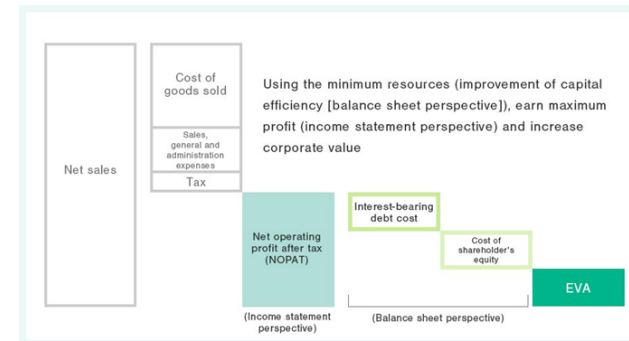 Net sales
Cost of
goods sold
Sales,
general and
administration
expenses
Tax
Using the minimum resources (improvement of capital
efficiency [balance sheet perspective]), earn maximum
profit (income statement perspective) and increase
corporate value
Net operating
profit after tax
(NOPAT)
Interest-bearing
debt cost
Cost of
shareholder's
equity
EVA
(Income statement
perspective)
(Balance sheet perspective)